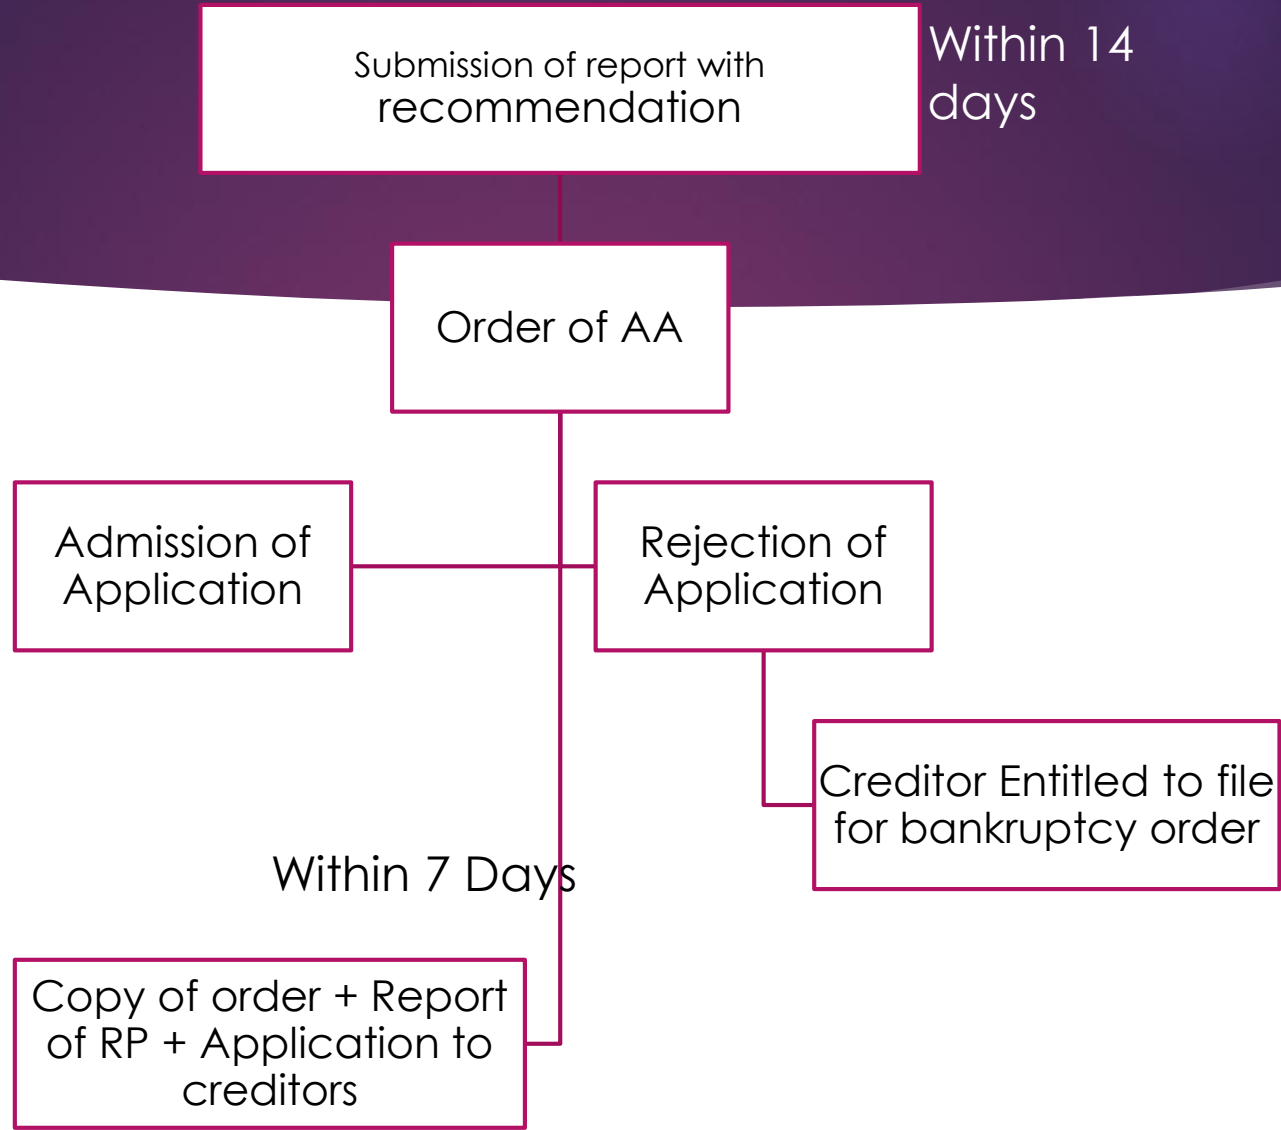 Submission of report with
recommendation
Within 14
days
Order of AA
Admission of
Application
Rejection of
Application
Creditor Entitled to file
for bankruptcy order
Within 7 Days
Copy of order + Report
of RP + Application to
creditors